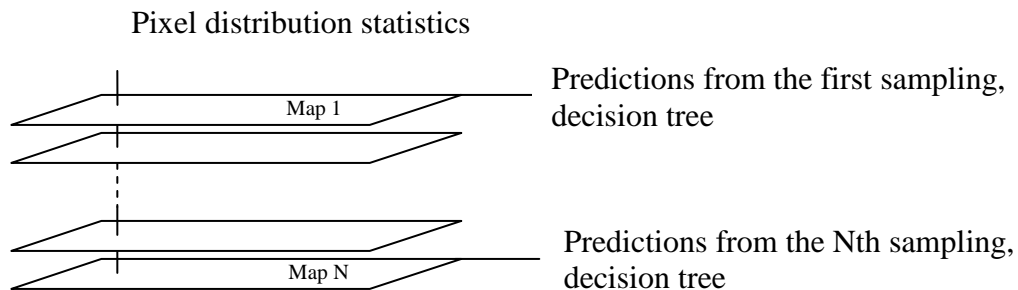 Pixel distribution statistics
Map 1
Predictions from the first sampling,
decision tree
Map N
Predictions from the Nth sampling,
decision tree